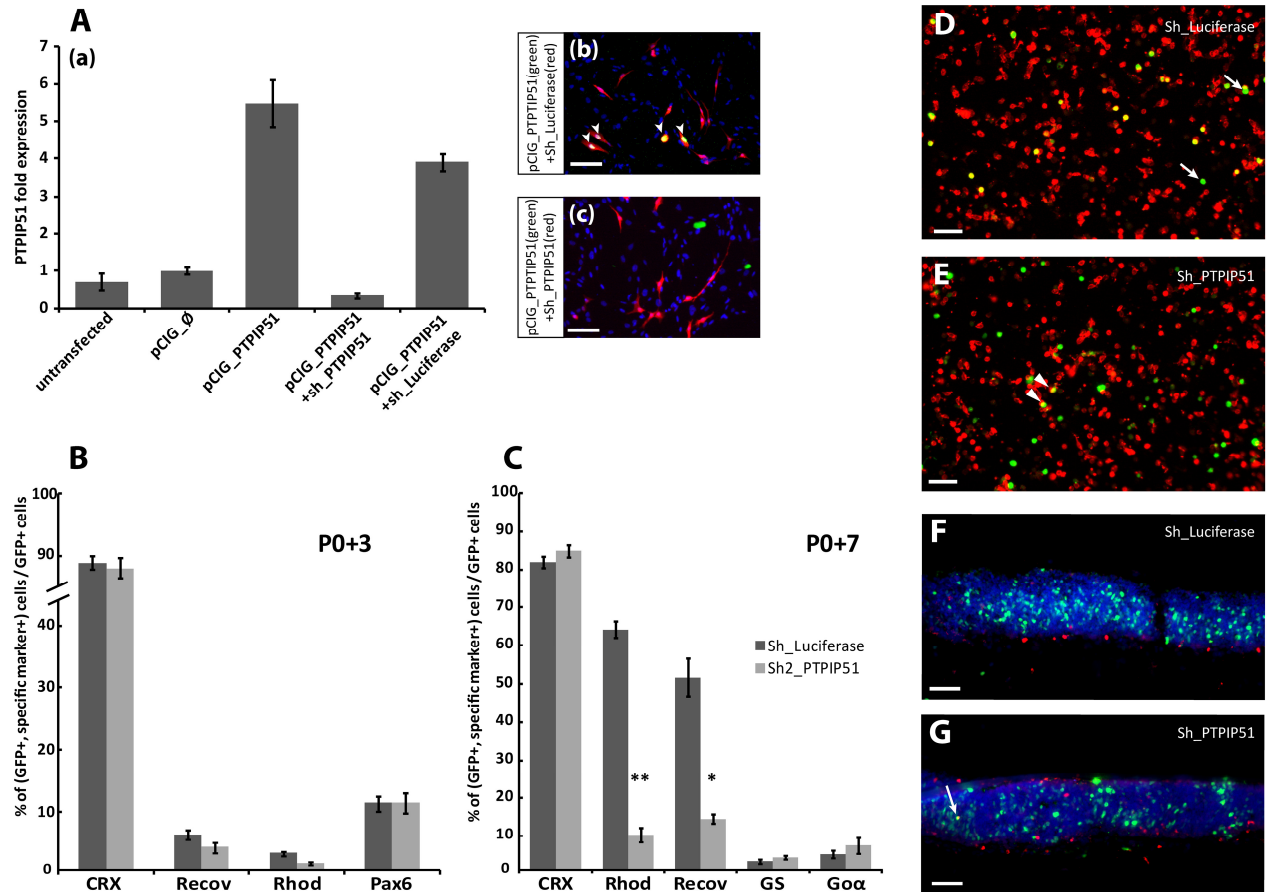 A
(a)
PTPIP51 fold expression
7
6
5
4
3
2
1
0
untransfected
pCIG_Ø
pCIG_PTPIP51
pCIG_PTPIP51
+sh_PTPIP51
pCIG_PTPIP51
+sh_Luciferase
pCIG_PTPTIP51(green)
+Sh_Luciferase(red)
(b)
pCIG_PTPTIP51(green)
+Sh_PTPIP51(red)
(c)
B
P0+3
% of (GFP+, specific marker+) cells / GFP+ cells
100
90
40
30
20
10
0
CRX
Recov
Rhod
Pax6
C
P0+7
% of (GFP+, specific marker+) cells / GFP+ cells
100
90
80
70
60
50
40
30
20
10
0
Sh_Luciferase
Sh2_PTPIP51
**
*
CRX
Rhod
Recov
GS
Goα
D
Sh_Luciferase
E
Sh_PTPIP51
F
Sh_Luciferase
G
Sh_PTPIP51